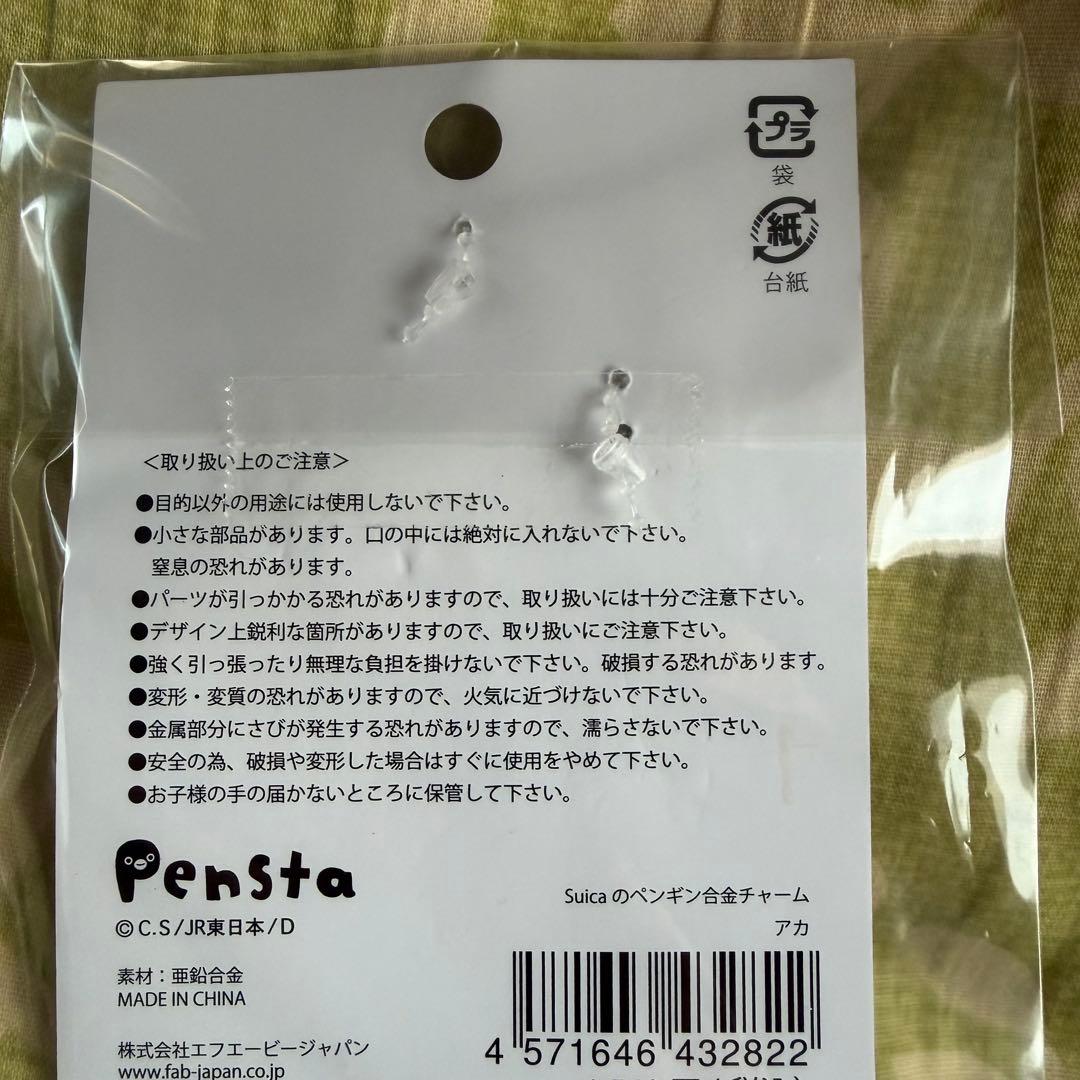 プラ
袋
紙
台紙
＜取り扱い上のご注意＞
●目的以外の用途には使用しないで下さい。
●小さな部品があります。口の中には絶対に入れないで下さい。
窒息の恐れがあります。
●パーツが引っかかる恐れがありますので、取り扱いには十分ご注意下さい。
●デザイン上鋭利な箇所がありますので、取り扱いにご注意下さい。
●強く引っ張ったり無理な負担を掛けないで下さい。破損する恐れがあります。
●変形・変質の恐れがありますので、火気に近づけないで下さい。
●金属部分にさびが発生する恐れがありますので、濡らさないで下さい。
●安全の為、破損や変形した場合はすぐに使用をやめて下さい。
●お子様の手の届かないところに保管して下さい。
Pensta
©C.S/JR東日本/D
Suicaのペンギン合金チャーム
アカ
素材：亜鉛合金
MADE IN CHINA
株式会社エフエービージャパン
www.fab-japan.co.jp
4 571646 432822